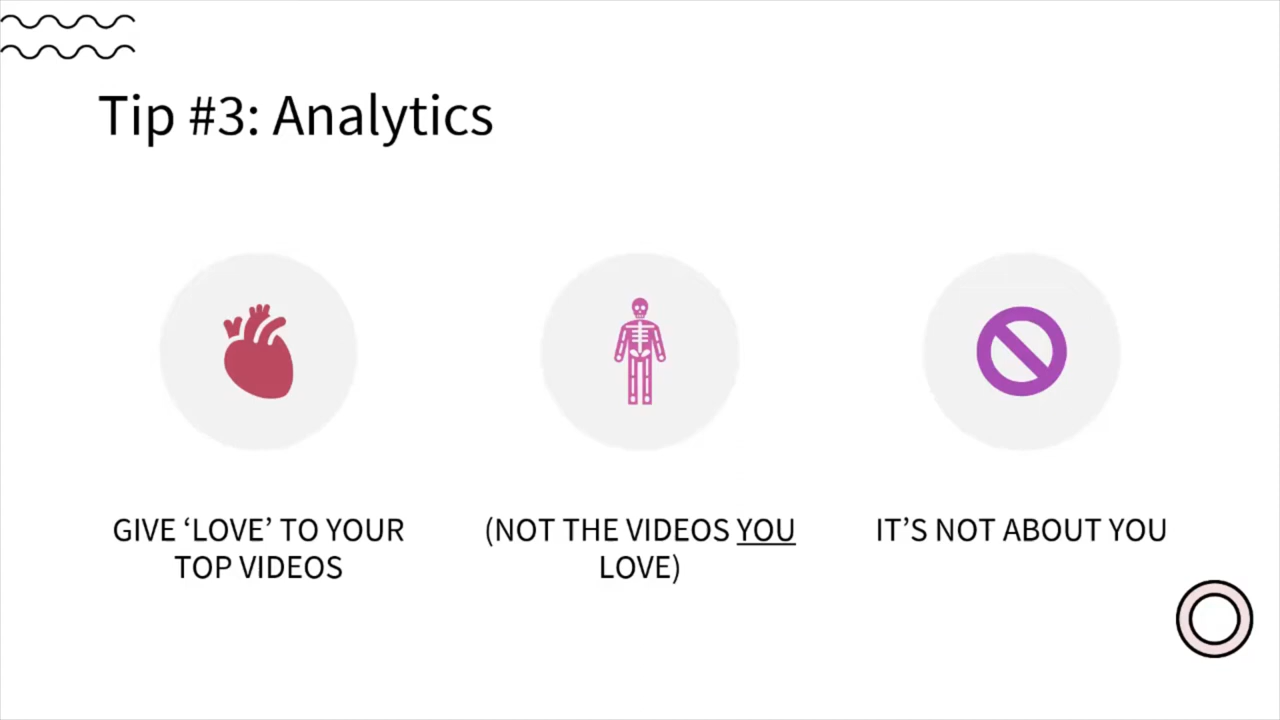 Tip #3: Analytics
GIVE ‘LOVE’ TO YOUR
TOP VIDEOS
(NOT THE VIDEOS YOU
LOVE)
IT’S NOT ABOUT YOU